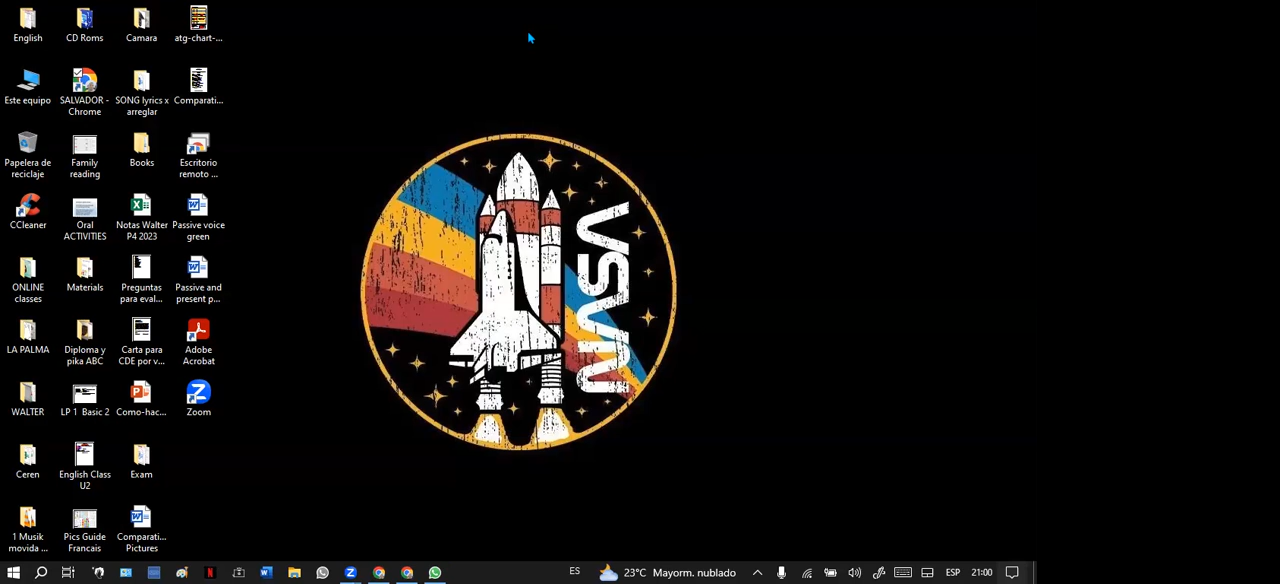 English
CD Roms
Camara
atg-chart-...
Este equipo
SALVADOR -
Chrome
SONG lyrics x
arreglar
Comparati...
Papelera de
reciclaje
Family
reading
Books
Escritorio
remoto ...
CCleaner
Oral
ACTIVITIES
Notas Walter
P4 2023
Passive voice
green
ONLINE
classes
Materials
Preguntas
para eval...
Passive and
present p...
LA PALMA
Diploma y
pika ABC
Carta para
CDE por v...
Adobe
Acrobat
WALTER
LP 1 Basic 2
Como-hac...
Zoom
Ceren
English Class
U2
Exam
1 Musik
movida ...
Pics Guide
Francais
Comparati...
Pictures
NASA
ES
23°C Mayorm. nublado
ESP
21:00